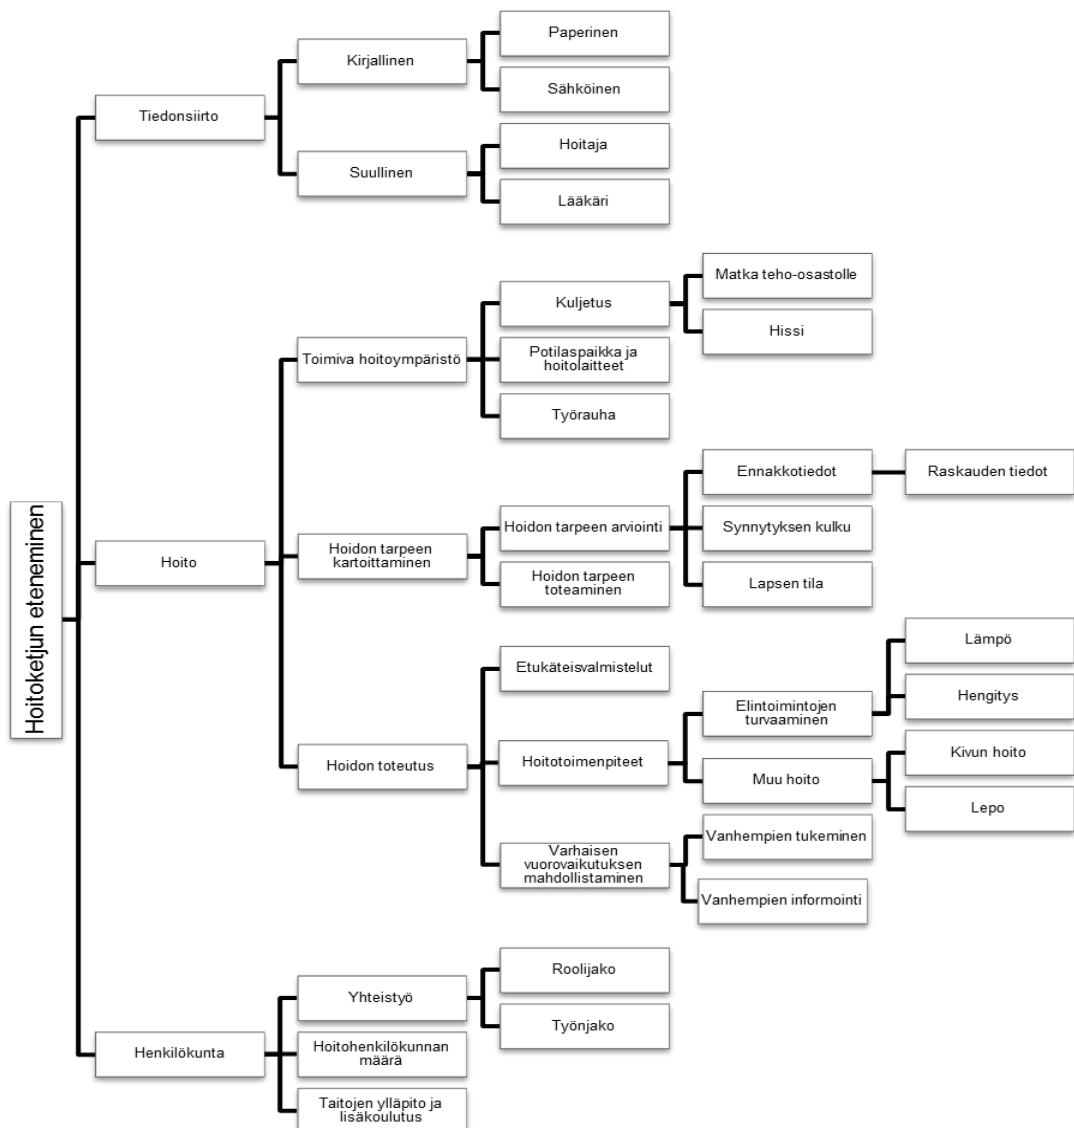 Hoitoketjun eteneminen
Tiedonsiirto
Kirjallinen
Paperinen
Sähköinen
Suullinen
Hoitaja
Lääkäri
Hoito
Toimiva hoitoympäristö
Kuljetus
Matka teho-osastolle
Hissi
Potilaspaikka ja
hoitolaitteet
Työrauha
Hoidon tarpeen
kartoittaminen
Hoidon tarpeen arviointi
Ennakkotiedot
Raskauden tiedot
Synnytyksen kulku
Lapsen tila
Hoidon tarpeen
toteaminen
Hoidon toteutus
Etukäteisvalmistelut
Hoitotoimenpiteet
Elintoimintojen
turvaaminen
Lämpö
Hengitys
Muu hoito
Kivun hoito
Lepo
Varhaisen
vuorovaikutuksen
mahdollistaminen
Vanhempien tukeminen
Vanhempien informointi
Henkilökunta
Yhteistyö
Roolijako
Työnjako
Hoitohenkilökunnan
määrä
Taitojen ylläpito ja
lisäkoulutus